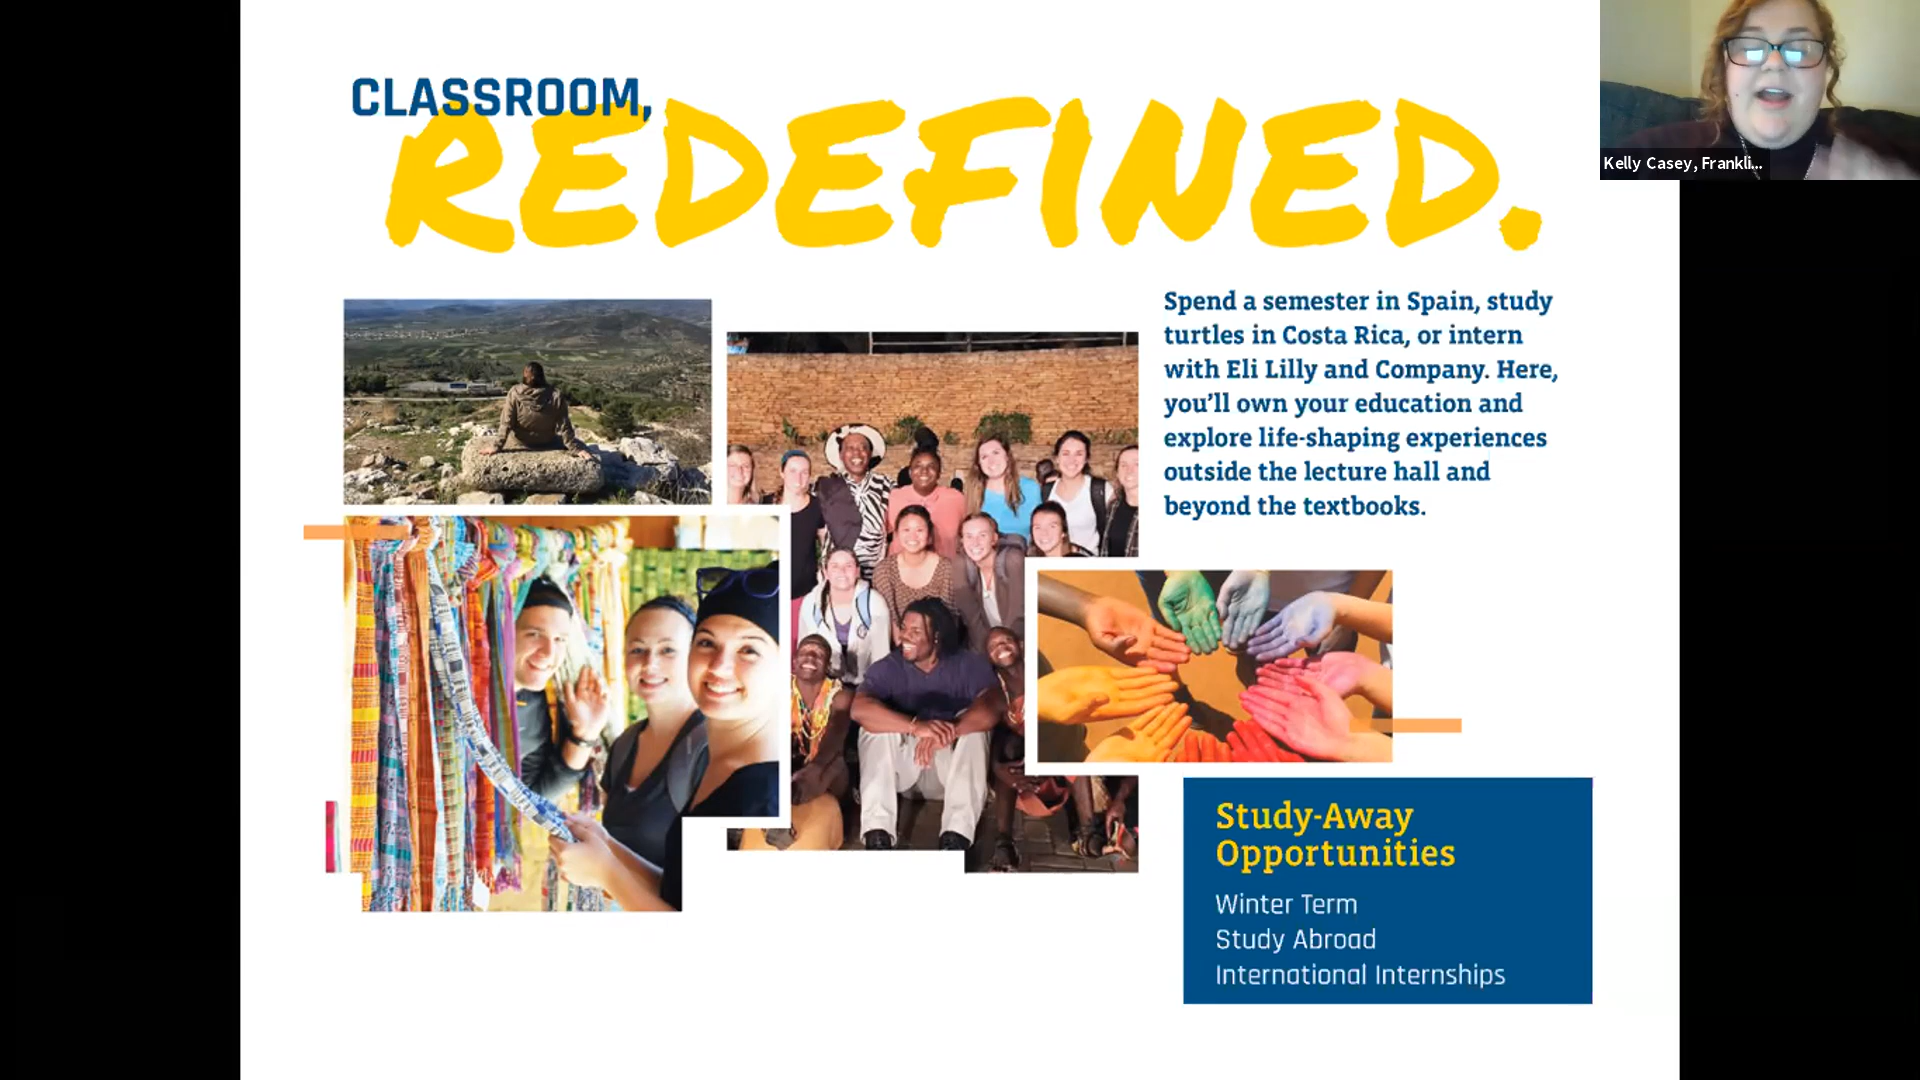 CLASSROOM,
REDEFINED.
Spend a semester in Spain, study
turtles in Costa Rica, or intern
with Eli Lilly and Company. Here,
you'll own your education and
explore life-shaping experiences
outside the lecture hall and
beyond the textbooks.
Study-Away
Opportunities
Winter Term
Study Abroad
International Internships
Kelly Casey, Frankli...